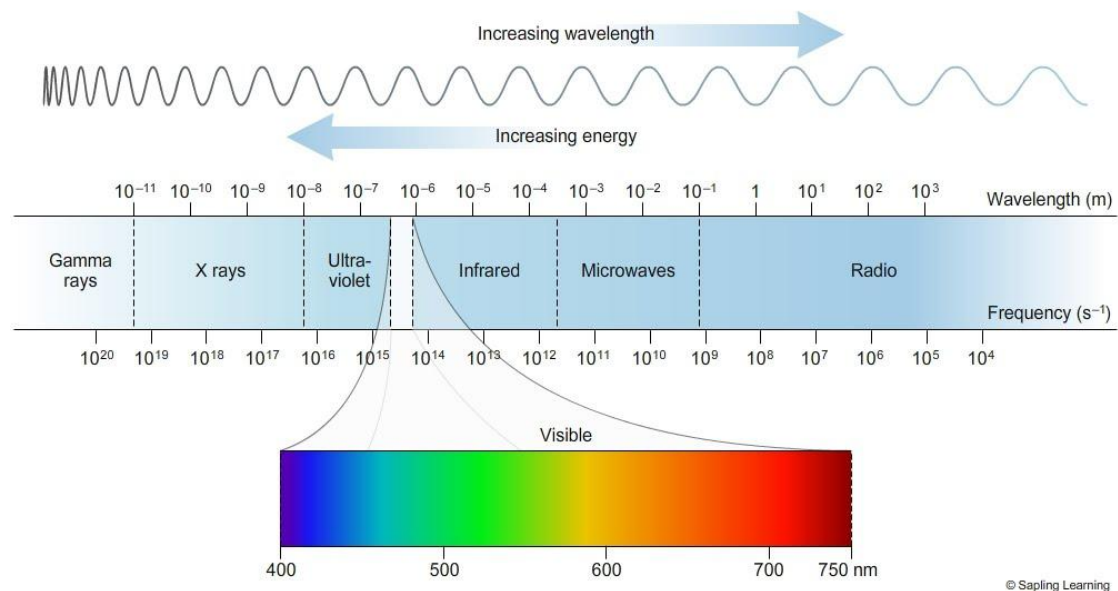 Increasing wavelength
Increasing energy
10⁻¹¹ 10⁻¹⁰ 10⁻⁹ 10⁻⁸ 10⁻⁷ 10⁻⁶ 10⁻⁵ 10⁻⁴ 10⁻³ 10⁻² 10⁻¹ 1 10¹ 10² 10³ Wavelength (m)
Gamma
rays
X rays
Ultra-
violet
Infrared
Microwaves
Radio
Frequency (s⁻¹)
10²⁰ 10¹⁹ 10¹⁸ 10¹⁷ 10¹⁶ 10¹⁵ 10¹⁴ 10¹³ 10¹² 10¹¹ 10¹⁰ 10⁹ 10⁸ 10⁷ 10⁶ 10⁵ 10⁴
Visible
400 500 600 700 750 nm
© Sapling Learning